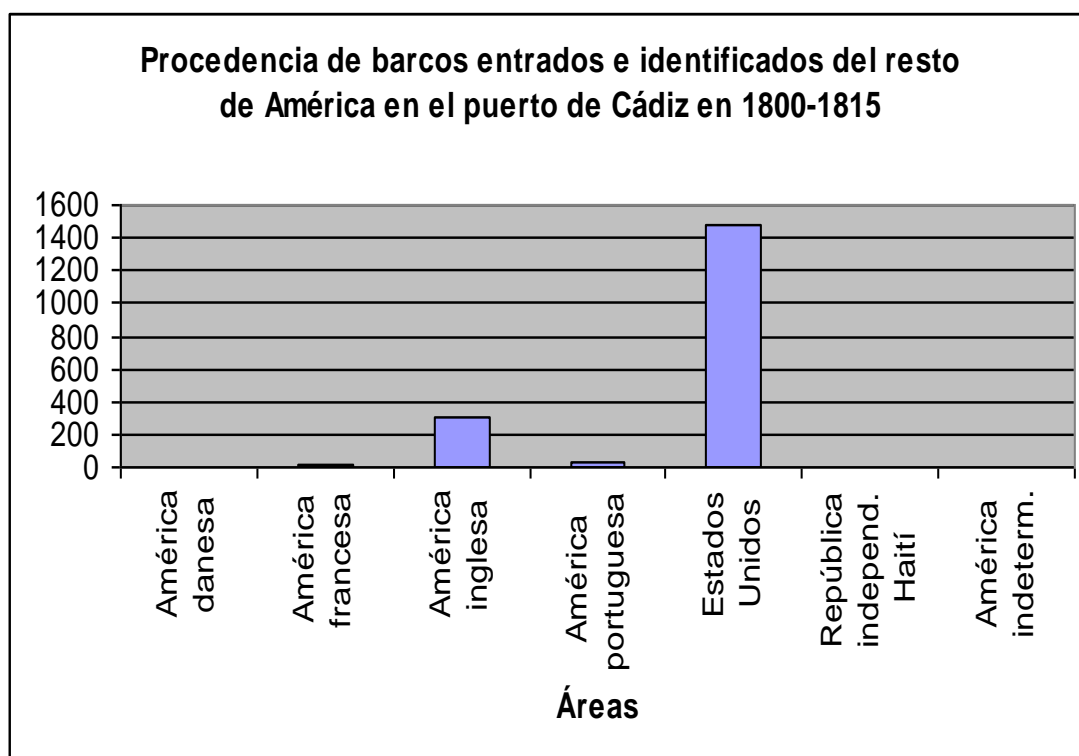 Procedencia de barcos entrados e identificados del resto
de América en el puerto de Cádiz en 1800-1815
1600
1400
1200
1000
800
600
400
200
0
América
danesa
América
francesa
América
inglesa
América
portuguesa
Estados
Unidos
República
independ.
Haití
América
indeterm.
Áreas